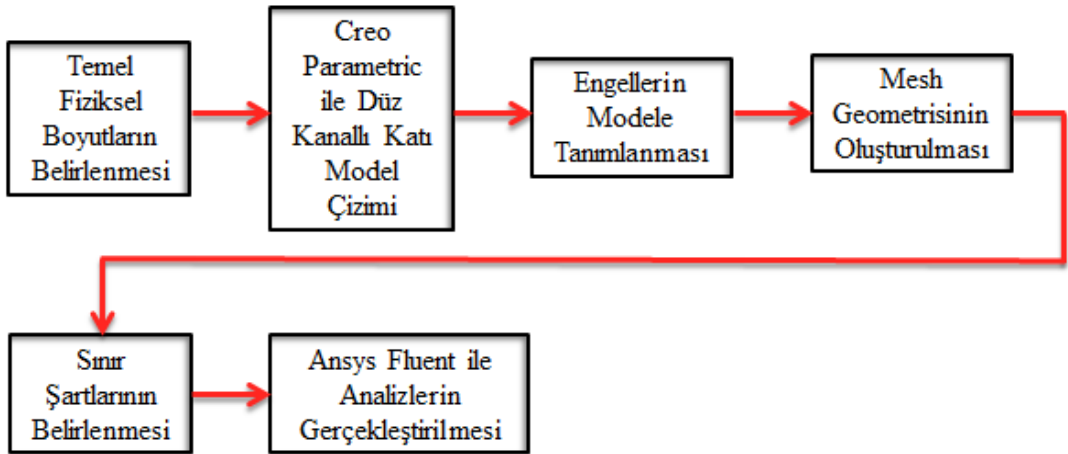 Temel
Fiziksel
Boyutların
Belirlenmesi
Creo
Parametric
ile Düz
Kanallı Katı
Model
Çizimi
Engellerin
Modele
Tanımlanması
Mesh
Geometrisinin
Oluşturulması
Sınır
Şartlarının
Belirlenmesi
Ansys Fluent ile
Analizlerin
Gerçekleştirilmesi